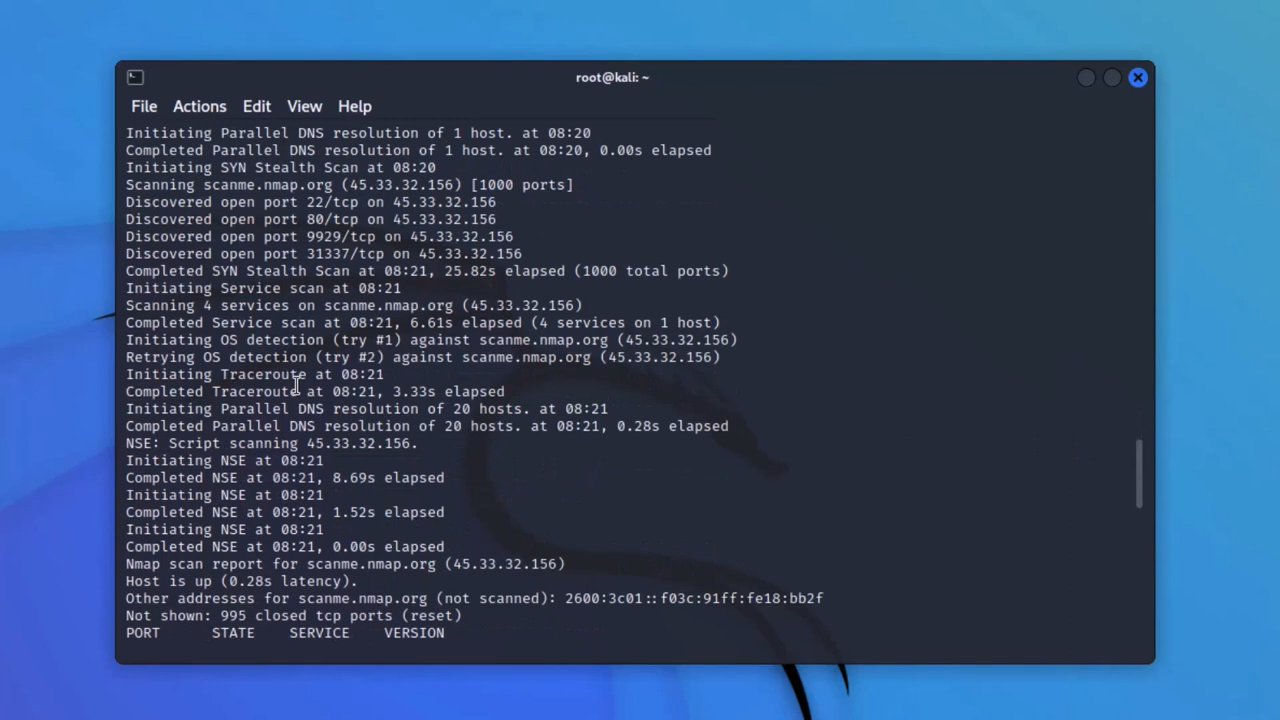 root@kali: ~
File Actions Edit View Help
Initiating Parallel DNS resolution of 1 host. at 08:20
Completed Parallel DNS resolution of 1 host. at 08:20, 0.00s elapsed
Initiating SYN Stealth Scan at 08:20
Scanning scanme.nmap.org (45.33.32.156) [1000 ports]
Discovered open port 22/tcp on 45.33.32.156
Discovered open port 80/tcp on 45.33.32.156
Discovered open port 9929/tcp on 45.33.32.156
Discovered open port 31337/tcp on 45.33.32.156
Completed SYN Stealth Scan at 08:21, 25.82s elapsed (1000 total ports)
Initiating Service scan at 08:21
Scanning 4 services on scanme.nmap.org (45.33.32.156)
Completed Service scan at 08:21, 6.61s elapsed (4 services on 1 host)
Initiating OS detection (try #1) against scanme.nmap.org (45.33.32.156)
Retrying OS detection (try #2) against scanme.nmap.org (45.33.32.156)
Initiating Traceroute at 08:21
Completed Traceroute at 08:21, 3.33s elapsed
Initiating Parallel DNS resolution of 20 hosts. at 08:21
Completed Parallel DNS resolution of 20 hosts. at 08:21, 0.28s elapsed
NSE: Script scanning 45.33.32.156.
Initiating NSE at 08:21
Completed NSE at 08:21, 8.69s elapsed
Initiating NSE at 08:21
Completed NSE at 08:21, 1.52s elapsed
Initiating NSE at 08:21
Completed NSE at 08:21, 0.00s elapsed
Nmap scan report for scanme.nmap.org (45.33.32.156)
Host is up (0.28s latency).
Other addresses for scanme.nmap.org (not scanned): 2600:3c01::f03c:91ff:fe18:bb2f
Not shown: 995 closed tcp ports (reset)
PORT STATE SERVICE VERSION